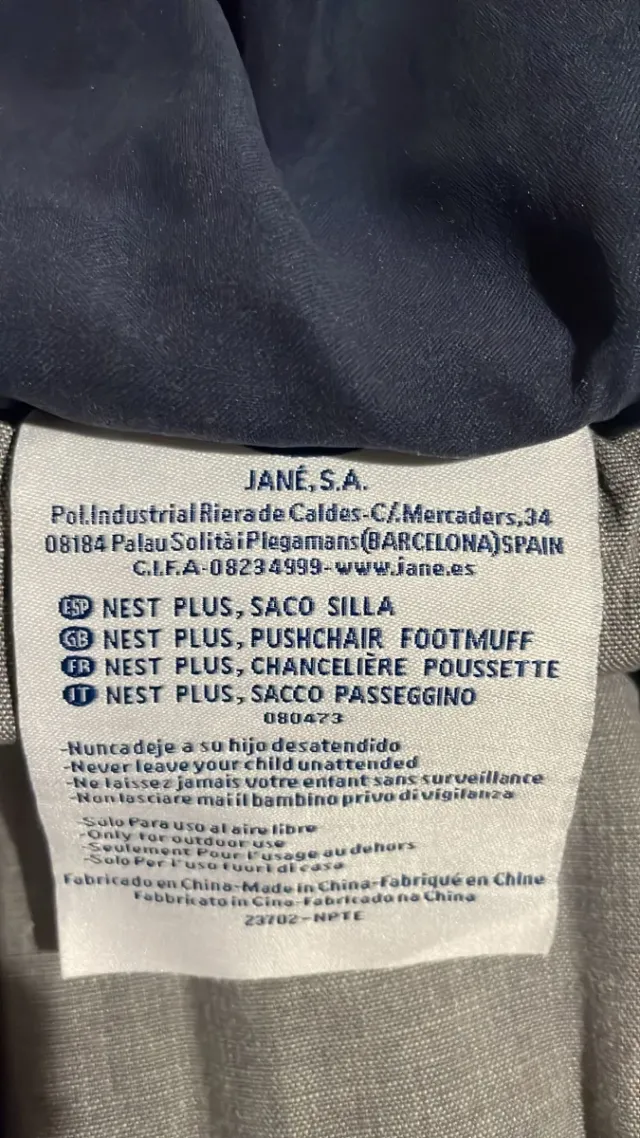 JANÉ, S.A.
Pol. Industrial Riera de Caldes-C/. Mercaders, 34
08184 Palau Solità i Plegamans (BARCELONA) SPAIN
C.I.F. A-08234999-www.jane.es
ESP NEST PLUS, SACO SILLA
GB NEST PLUS, PUSHCHAIR FOOTMUFF
FR NEST PLUS, CHANCELIÈRE POUSSETTE
IT NEST PLUS, SACCO PASSEGGINO
080473
-Nunca deje a su hijo desatendido
-Never leave your child unattended
-Ne laissez jamais votre enfant sans surveillance
-Non lasciare mai il bambino privo di vigilanza
-Solo Para uso al aire libre
-Only for outdoor use
-Seulement Pour l'usage au dehors
-Solo Per l'uso fuori di casa
Fabricado en China-Made in China-Fabriqué en Chine
Fabbricato in Cina-Fabricado na China
23702-NPTE